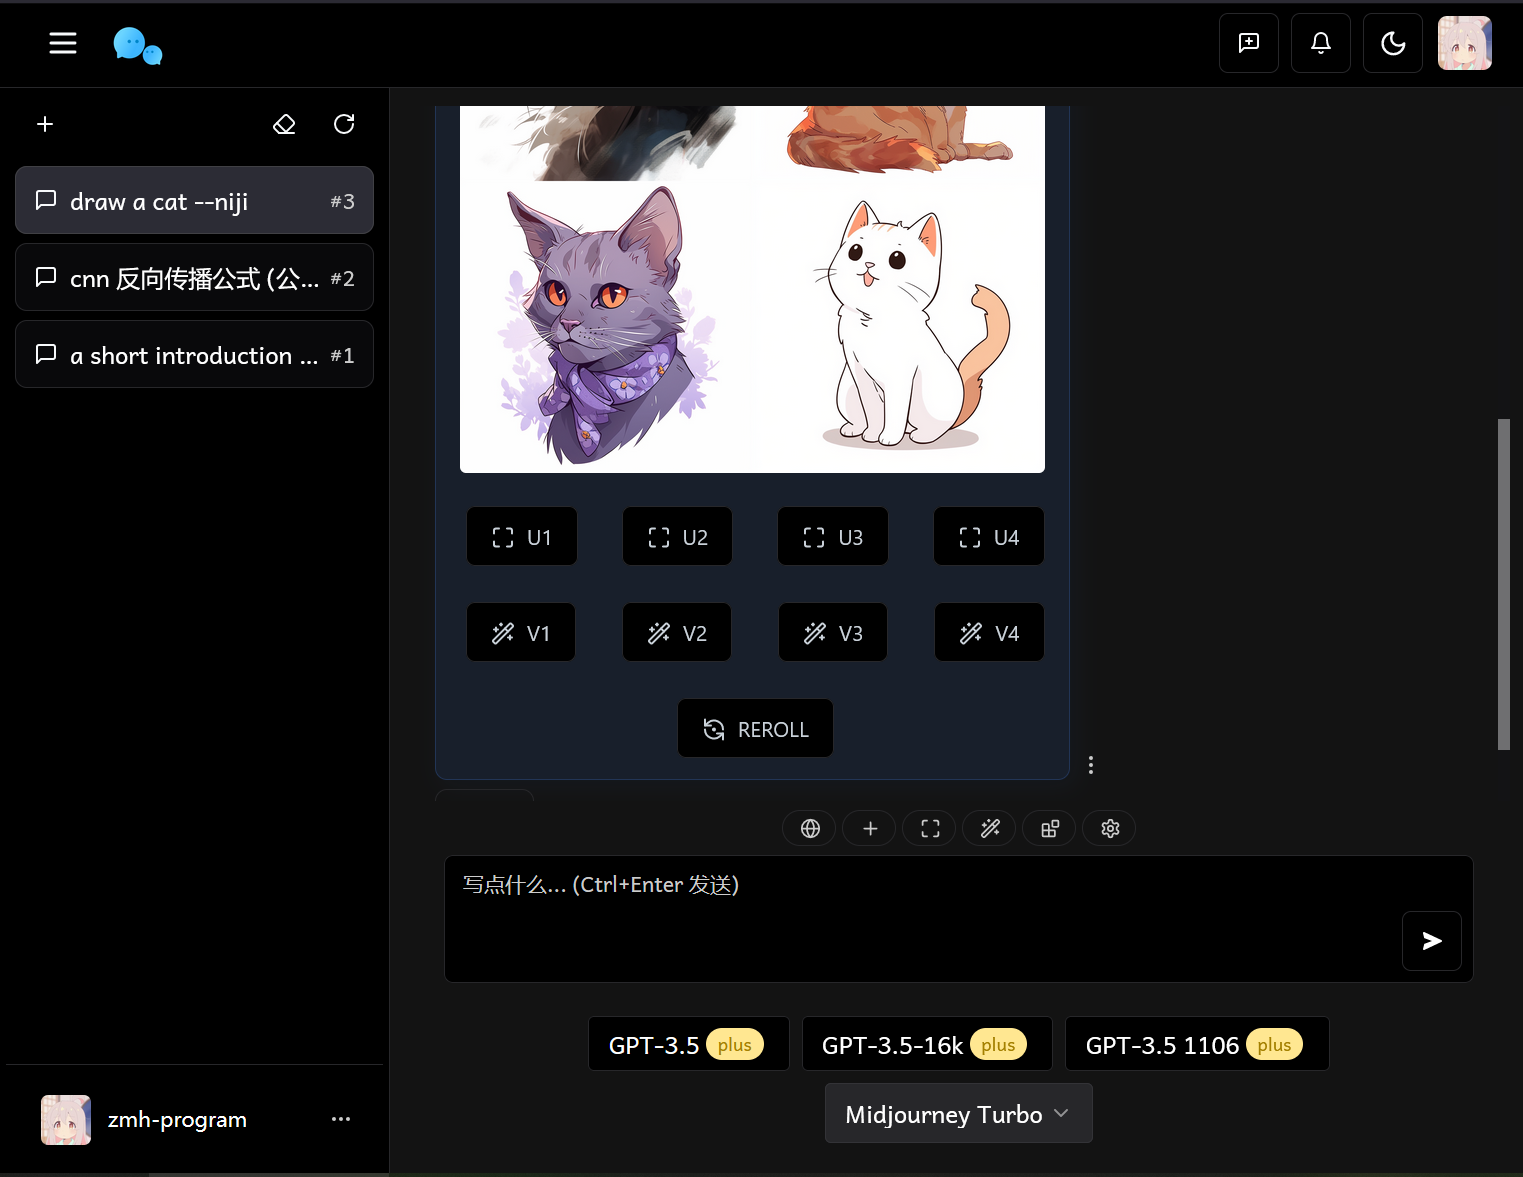 draw a cat --niji #3
cnn 反向传播公式 (公... #2
a short introduction ... #1
U1 U2 U3 U4
V1 V2 V3 V4
REROLL
写点什么... (Ctrl+Enter 发送)
GPT-3.5 plus GPT-3.5-16k plus GPT-3.5 1106 plus
Midjourney Turbo
zmh-program